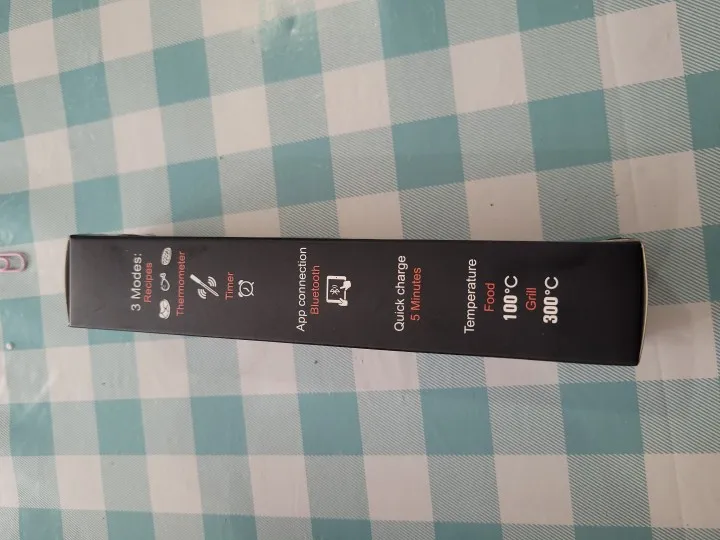 3 Modes:
Recipes
Thermometer
Timer
App connection
Bluetooth
Quick charge
5 Minutes
Temperature
Food
100°C
Grill
300°C